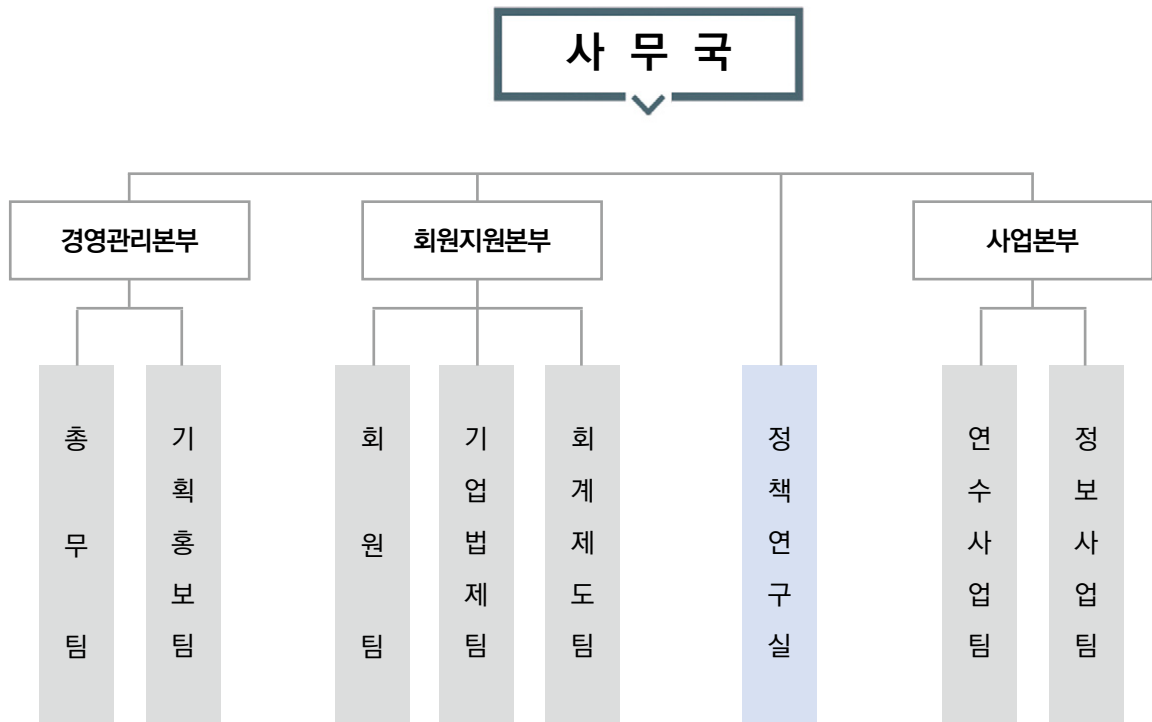 사 무 국
경영관리본부
회원지원본부
사업본부
총무팀
기획홍보팀
회원팀
기업법제팀
회계제도팀
정책연구실
연수사업팀
정보사업팀